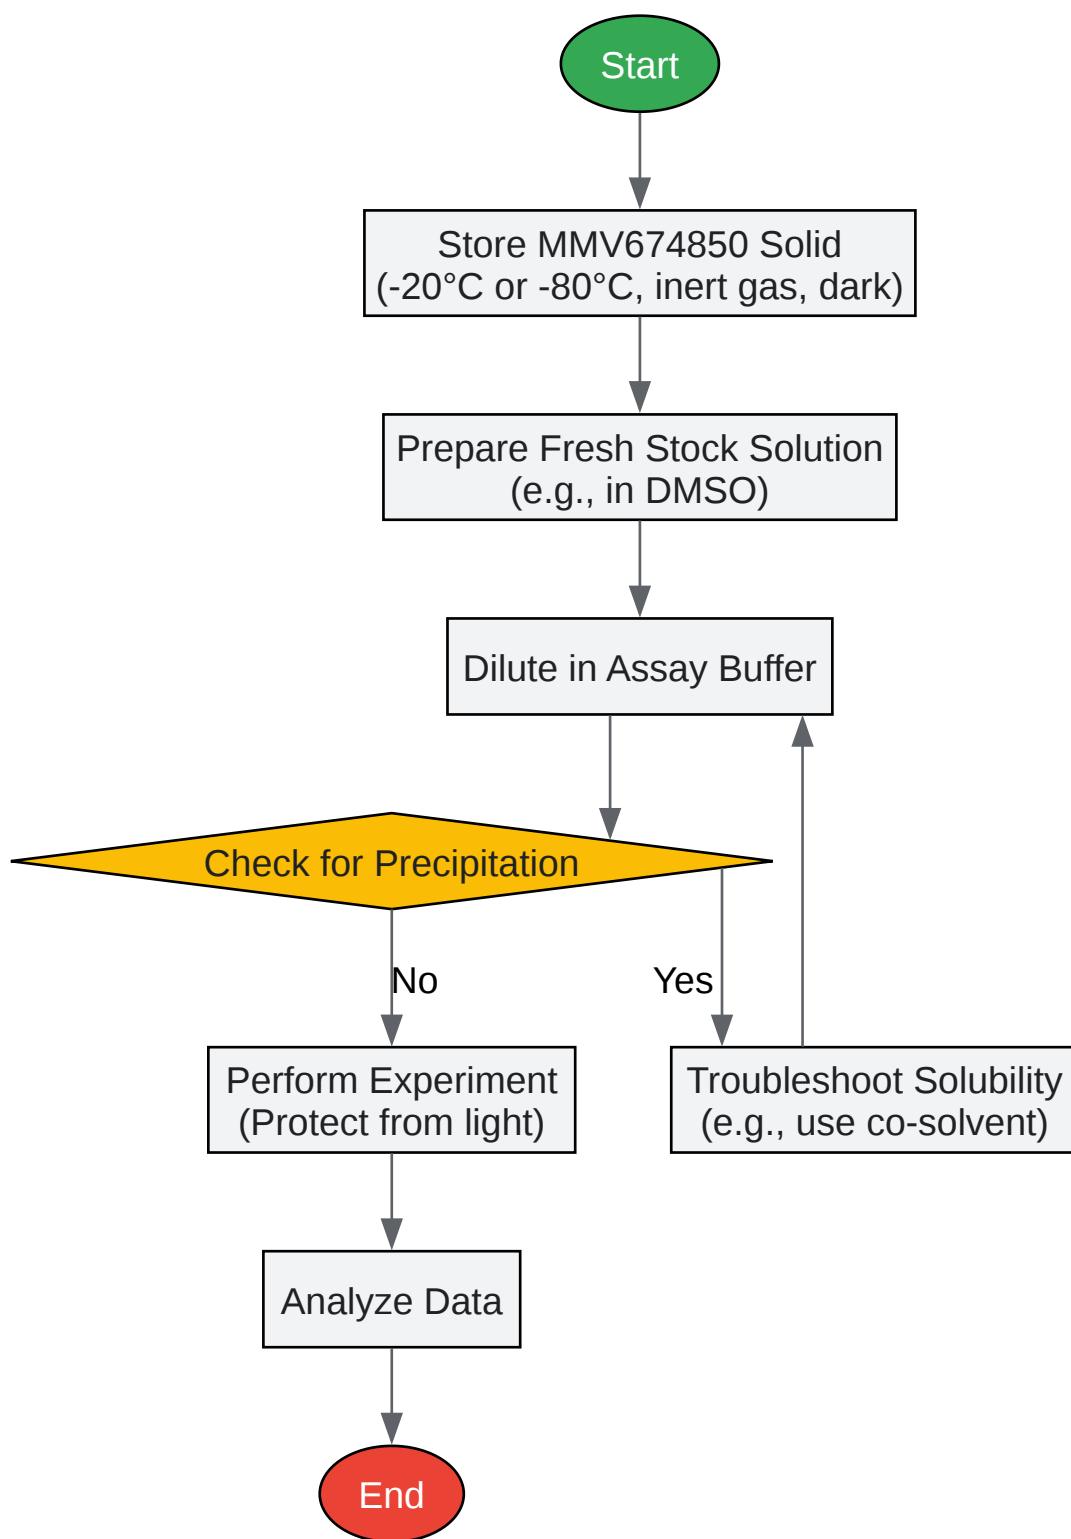 Start
Store MMV674850 Solid
(-20°C or -80°C, inert gas, dark)
Prepare Fresh Stock Solution
(e.g., in DMSO)
Dilute in Assay Buffer
Check for Precipitation
No
Yes
Perform Experiment
(Protect from light)
Troubleshoot Solubility
(e.g., use co-solvent)
Analyze Data
End